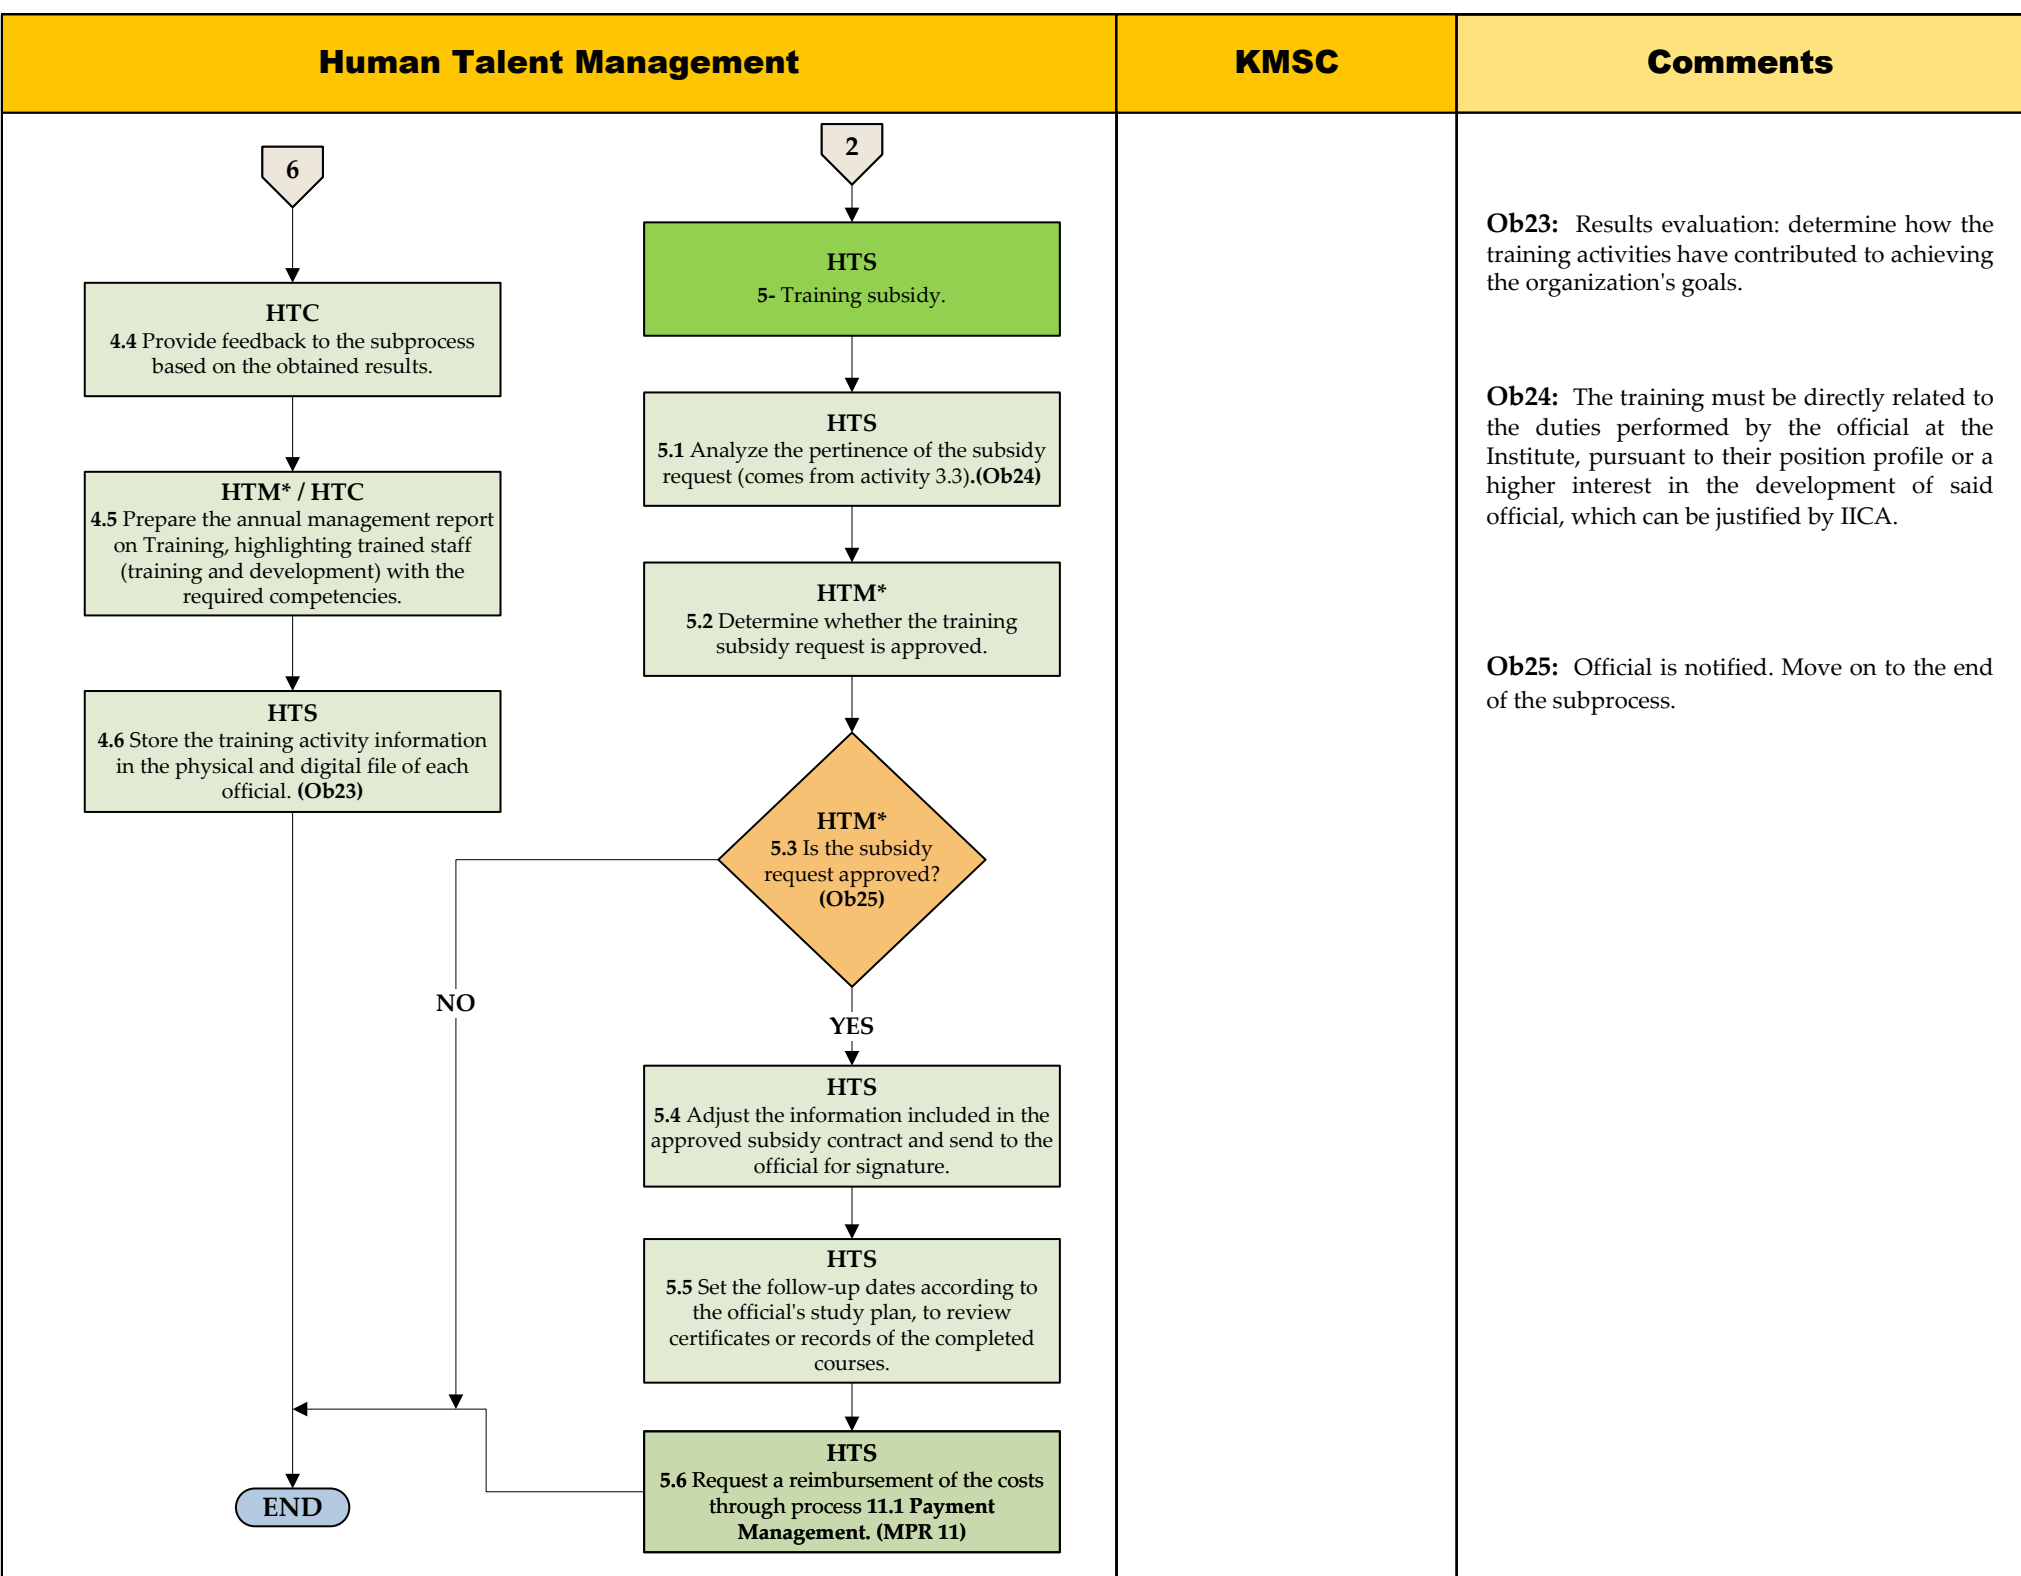 Human Talent Management
KMSC
Comments
6
HTC
4.4 Provide feedback to the subprocess
based on the obtained results.
HTM* / HTC
4.5 Prepare the annual management report
on Training, highlighting trained staff
(training and development) with the
required competencies.
HTS
4.6 Store the training activity information
in the physical and digital file of each
official. (Ob23)
END
2
HTS
5- Training subsidy.
HTS
5.1 Analyze the pertinence of the subsidy
request (comes from activity 3.3).(Ob24)
HTM*
5.2 Determine whether the training
subsidy request is approved.
HTM*
5.3 Is the subsidy
request approved?
(Ob25)
NO
YES
HTS
5.4 Adjust the information included in the
approved subsidy contract and send to the
official for signature.
HTS
5.5 Set the follow-up dates according to
the official's study plan, to review
certificates or records of the completed
courses.
HTS
5.6 Request a reimbursement of the costs
through process 11.1 Payment
Management. (MPR 11)
Ob23: Results evaluation: determine how the
training activities have contributed to achieving
the organization's goals.
Ob24: The training must be directly related to
the duties performed by the official at the
Institute, pursuant to their position profile or a
higher interest in the development of said
official, which can be justified by IICA.
Ob25: Official is notified. Move on to the end
of the subprocess.